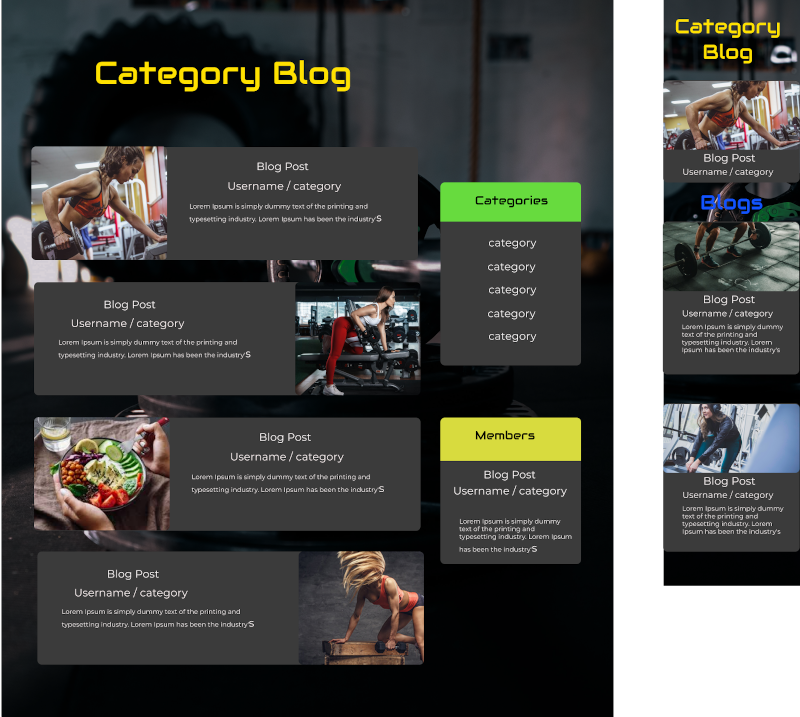 Category Blog
Blog Post
Username / category
Lorem Ipsum is simply dummy text of the printing and
typesetting industry. Lorem Ipsum has been the industry'S
Blog Post
Username / category
Lorem Ipsum is simply dummy text of the printing and
typesetting industry. Lorem Ipsum has been the industry'S
Blog Post
Username / category
Lorem Ipsum is simply dummy text of the printing and
typesetting industry. Lorem Ipsum has been the industry'S
Blog Post
Username / category
Lorem Ipsum is simply dummy text of the printing and
typesetting industry. Lorem Ipsum has been the industry'S
Categories
category
category
category
category
category
Members
Blog Post
Username / category
Lorem Ipsum is simply dummy
text of the printing and
typesetting industry. Lorem Ipsum
has been the industry'S
Category
Blog
Blog Post
Username / category
Blogs
Blog Post
Username / category
Lorem Ipsum is simply dummy
text of the printing and
typesetting industry. Lorem
Ipsum has been the industry's
Blog Post
Username / category
Lorem Ipsum is simply dummy
text of the printing and
typesetting industry. Lorem
Ipsum has been the industry's